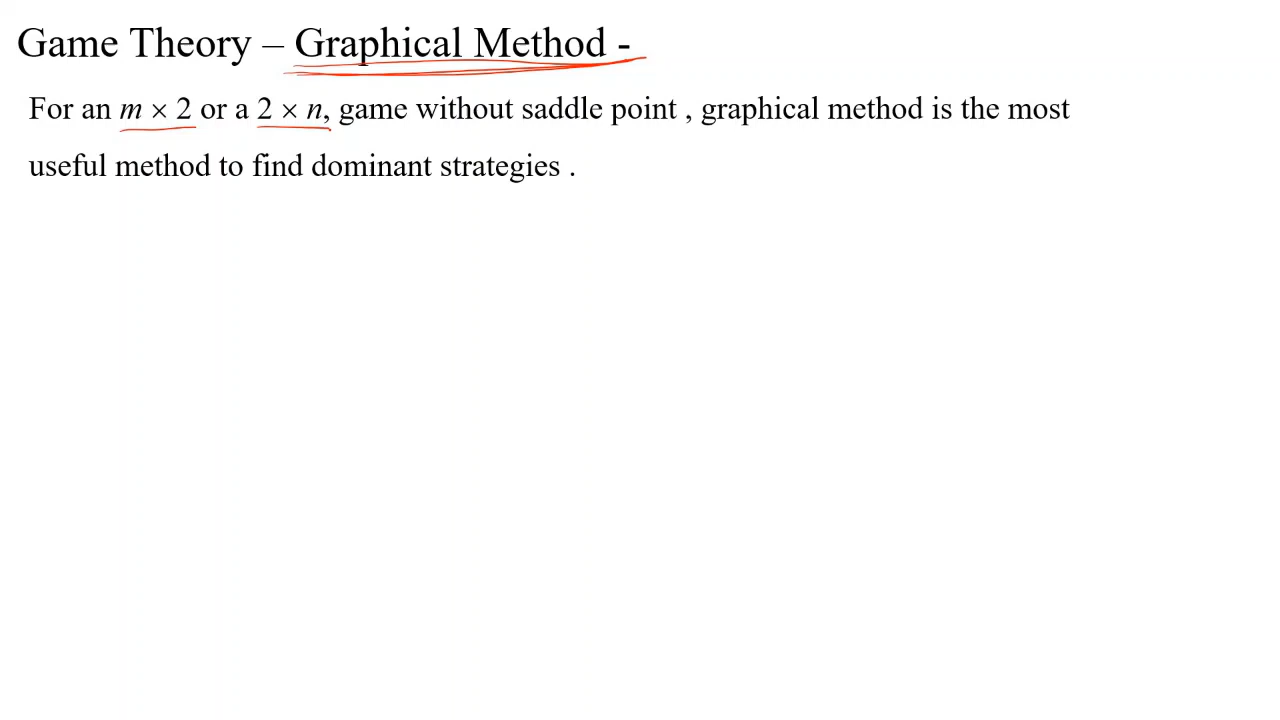 Game Theory – Graphical Method -
For an m × 2 or a 2 × n, game without saddle point , graphical method is the most
useful method to find dominant strategies .